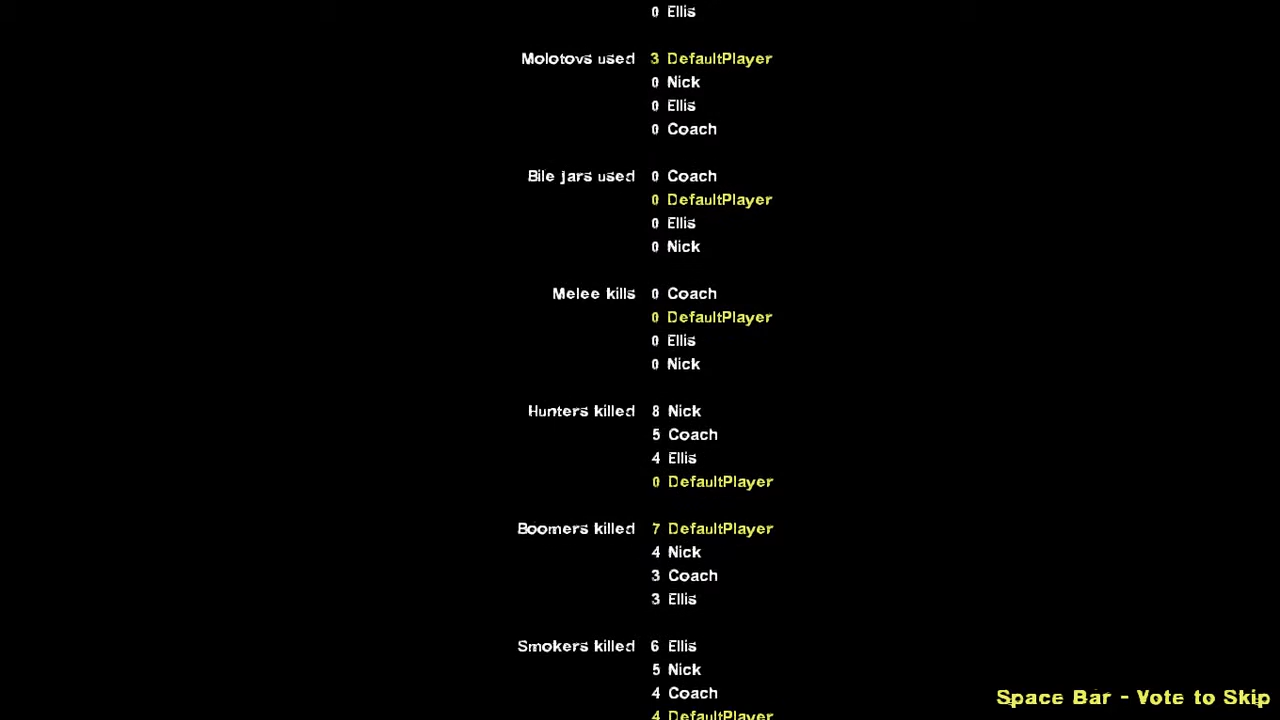 0 Ellis
Molotovs used 3 DefaultPlayer
0 Nick
0 Ellis
0 Coach
Bile jars used 0 Coach
0 DefaultPlayer
0 Ellis
0 Nick
Melee kills 0 Coach
0 DefaultPlayer
0 Ellis
0 Nick
Hunters killed 8 Nick
5 Coach
4 Ellis
0 DefaultPlayer
Boomers killed 7 DefaultPlayer
4 Nick
3 Coach
3 Ellis
Smokers killed 6 Ellis
5 Nick
4 Coach
4 DefaultPlayer
Space Bar - Vote to Skip